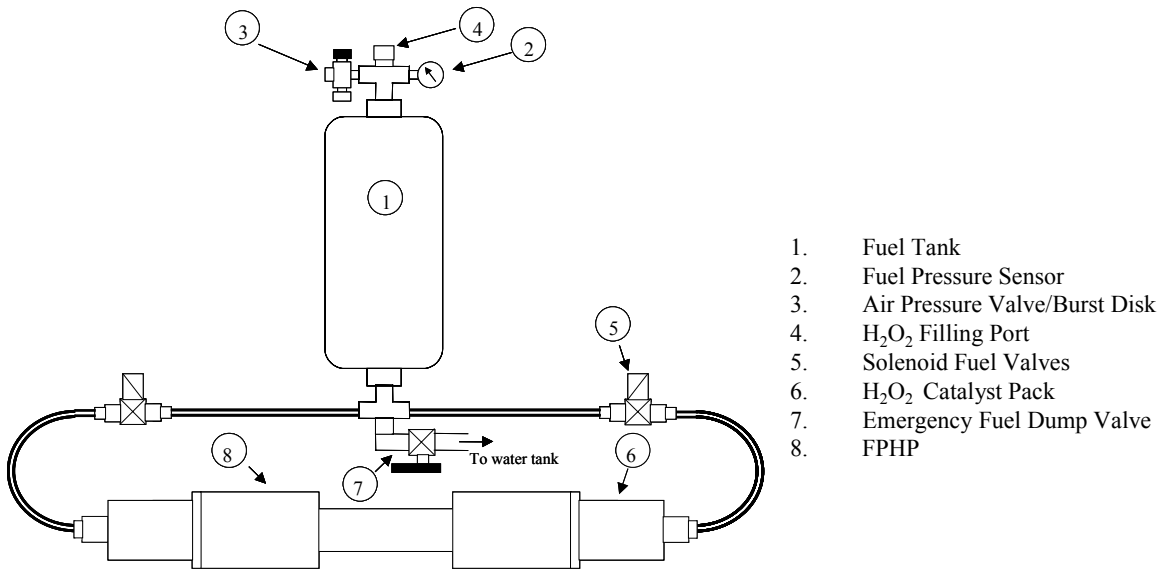 4
3
2
1
5
To water tank
8
7
6
1. Fuel Tank
2. Fuel Pressure Sensor
3. Air Pressure Valve/Burst Disk
4. H₂O₂ Filling Port
5. Solenoid Fuel Valves
6. H₂O₂ Catalyst Pack
7. Emergency Fuel Dump Valve
8. FPHP